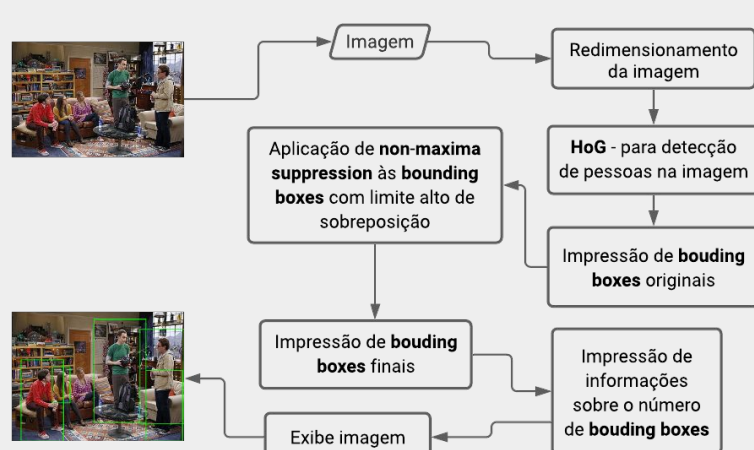 Imagem
Redimensionamento
da imagem
HoG - para detecção
de pessoas na imagem
Impressão de bouding
boxes originais
Aplicação de non-maxima
suppression às bounding
boxes com limite alto de
sobreposição
Impressão de bouding
boxes finais
Impressão de
informações
sobre o número
de bouding boxes
Exibe imagem